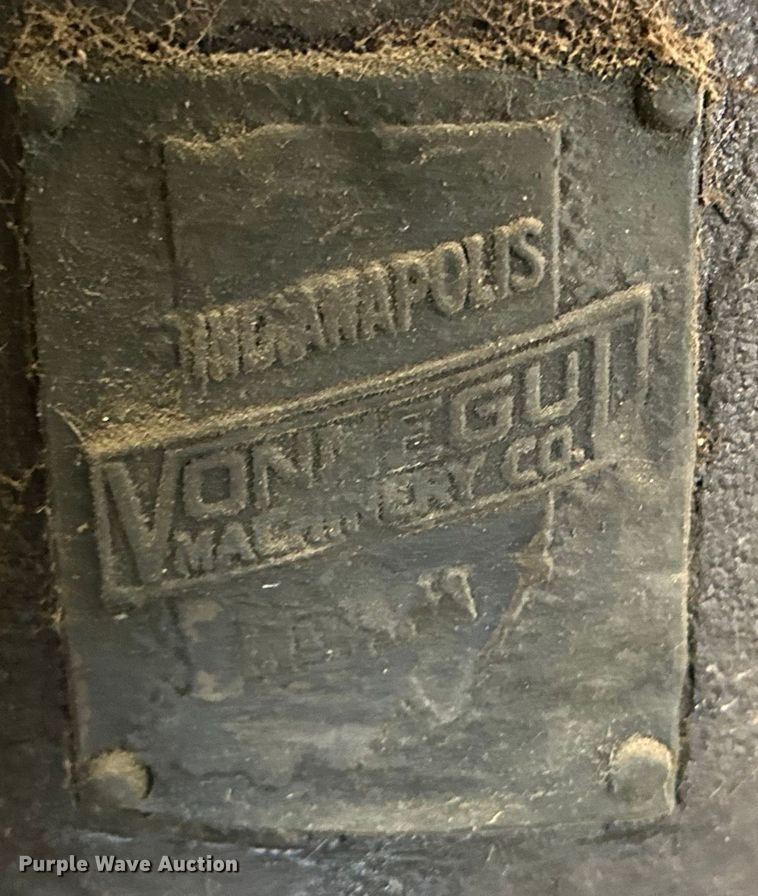 INDIANAPOLIS
VONNEGUT
MACHINERY CO.
Purple Wave Auction